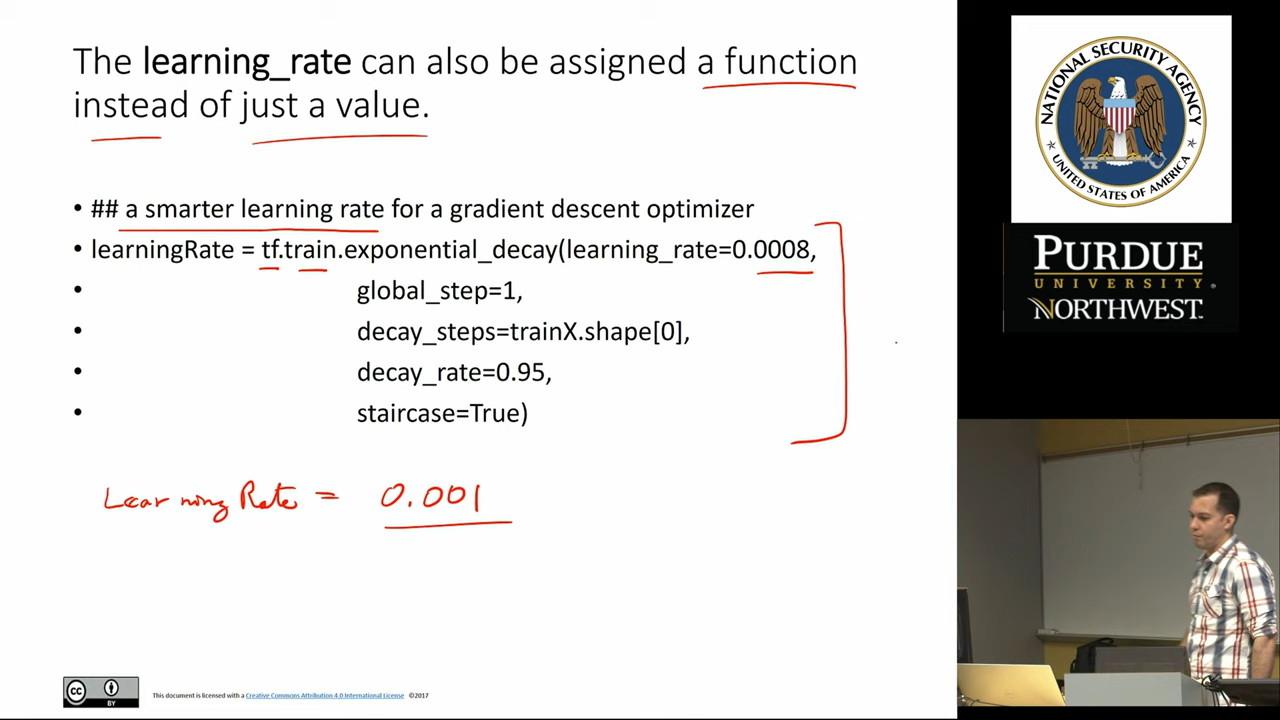 The learning_rate can also be assigned a function
instead of just a value.
• ## a smarter learning rate for a gradient descent optimizer
• learningRate = tf.train.exponential_decay(learning_rate=0.0008,
• global_step=1,
• decay_steps=trainX.shape[0],
• decay_rate=0.95,
• staircase=True)
Learning Rate = 0.001
cc BY This document is licensed with a Creative Commons Attribution 4.0 International License ©2017
NATIONAL SECURITY AGENCY
UNITED STATES OF AMERICA
PURDUE
UNIVERSITY
NORTHWEST